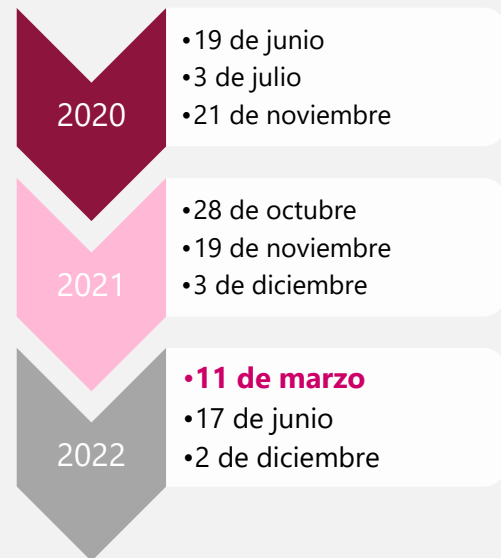 2020
•19 de junio
•3 de julio
•21 de noviembre
2021
•28 de octubre
•19 de noviembre
•3 de diciembre
2022
•11 de marzo
•17 de junio
•2 de diciembre